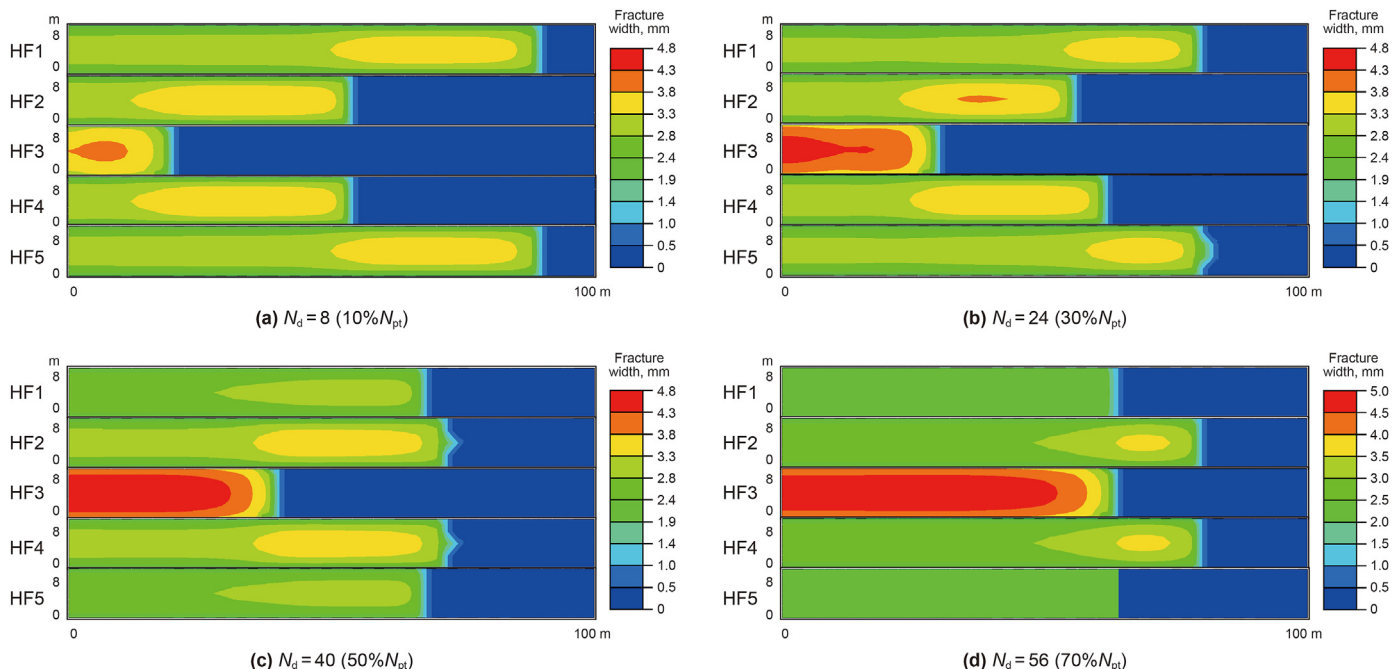 m
Fracture
width, mm
HF1
8
0
HF2
8
0
HF3
8
0
HF4
8
0
HF5
8
0
4.8
4.3
3.8
3.3
2.8
2.4
1.9
1.4
1.0
0.5
0
0
100 m
(a) Nd = 8 (10%Npt)
m
Fracture
width, mm
HF1
8
0
HF2
8
0
HF3
8
0
HF4
8
0
HF5
8
0
4.8
4.3
3.8
3.3
2.8
2.4
1.9
1.4
1.0
0.5
0
0
100 m
(b) Nd = 24 (30%Npt)
m
Fracture
width, mm
HF1
8
0
HF2
8
0
HF3
8
0
HF4
8
0
HF5
8
0
4.8
4.3
3.8
3.3
2.8
2.4
1.9
1.4
1.0
0.5
0
0
100 m
(c) Nd = 40 (50%Npt)
m
Fracture
width, mm
HF1
8
0
HF2
8
0
HF3
8
0
HF4
8
0
HF5
8
0
5.0
4.5
4.0
3.5
3.0
2.5
2.0
1.5
1.0
0.5
0
0
100 m
(d) Nd = 56 (70%Npt)